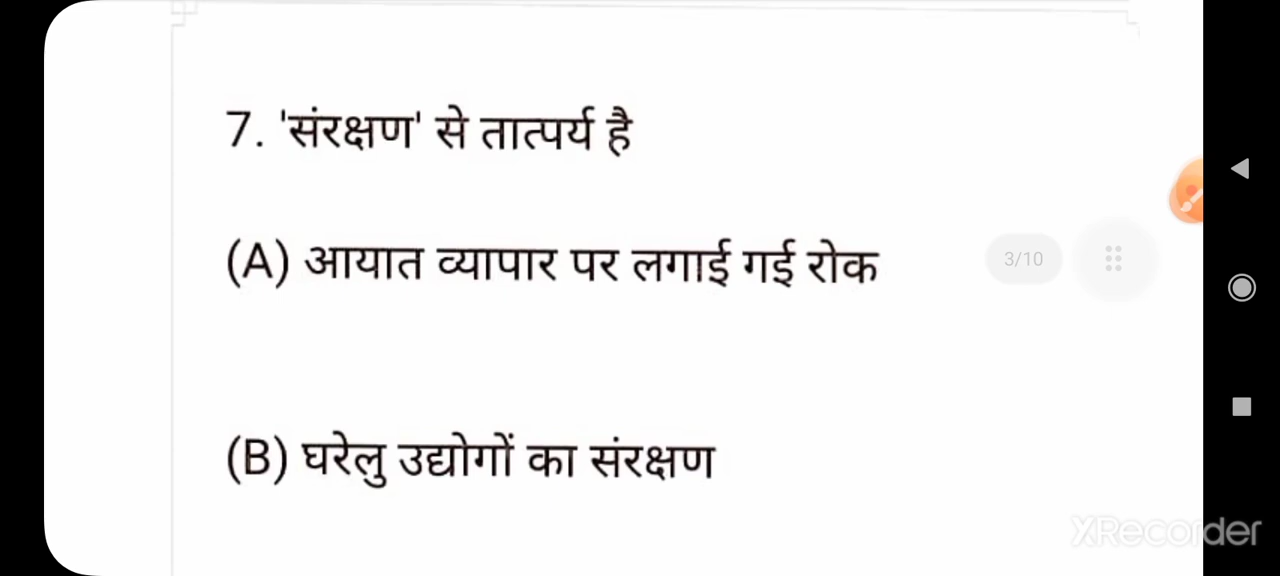 7. 'संरक्षण' से तात्पर्य है
(A) आयात व्यापार पर लगाई गई रोक
3/10
(B) घरेलु उद्योगों का संरक्षण
XRecorder